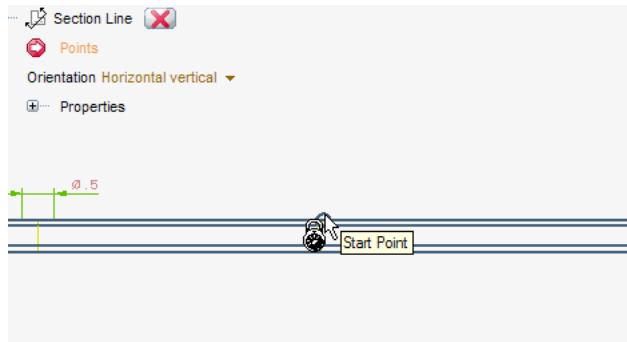 Section Line
Points
Orientation Horizontal vertical
Properties
Ø.5
Start Point